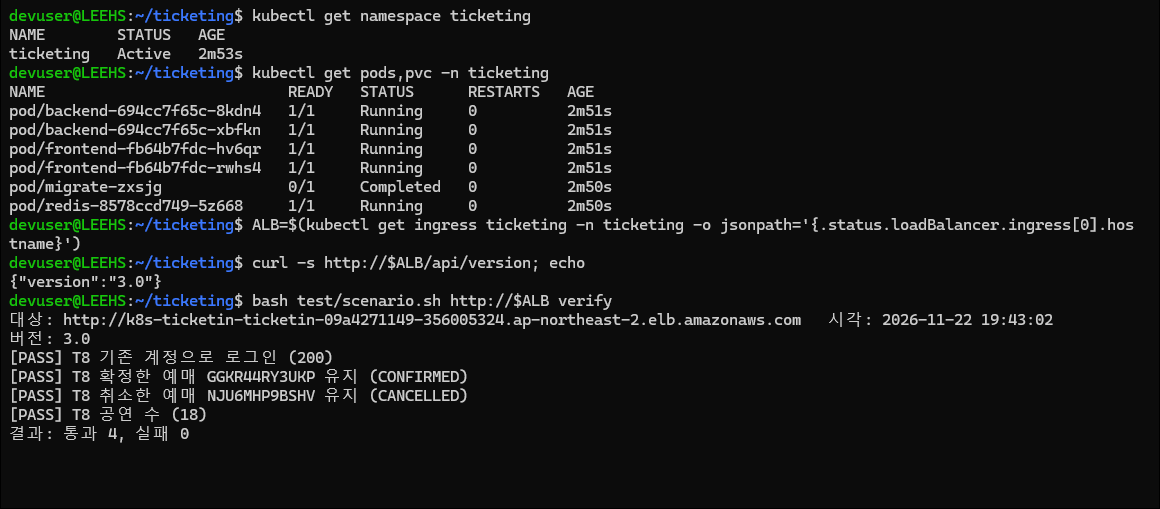 devuser@LEEHS:~/ticketing$ kubectl get namespace ticketing
NAME        STATUS   AGE
ticketing   Active   2m53s
devuser@LEEHS:~/ticketing$ kubectl get pods,pvc -n ticketing
NAME                           READY   STATUS      RESTARTS   AGE
pod/backend-694cc7f65c-8kdn4   1/1     Running     0          2m51s
pod/backend-694cc7f65c-xbfkn   1/1     Running     0          2m51s
pod/frontend-fb64b7fdc-hv6qr   1/1     Running     0          2m51s
pod/frontend-fb64b7fdc-rwhs4   1/1     Running     0          2m51s
pod/migrate-zxsjg              0/1     Completed   0          2m50s
pod/redis-8578ccd749-5z668     1/1     Running     0          2m50s
devuser@LEEHS:~/ticketing$ ALB=$(kubectl get ingress ticketing -n ticketing -o jsonpath='{.status.loadBalancer.ingress[0].hos
tname}')
devuser@LEEHS:~/ticketing$ curl -s http://$ALB/api/version; echo
{"version":"3.0"}
devuser@LEEHS:~/ticketing$ bash test/scenario.sh http://$ALB verify
대상: http://k8s-ticketin-ticketin-09a4271149-356005324.ap-northeast-2.elb.amazonaws.com   시각: 2026-11-22 19:43:02
버전: 3.0
[PASS] T8 기존 계정으로 로그인 (200)
[PASS] T8 확정한 예매 GGKR44RY3UKP 유지 (CONFIRMED)
[PASS] T8 취소한 예매 NJU6MHP9BSHV 유지 (CANCELLED)
[PASS] T8 공연 수 (18)
결과: 통과 4, 실패 0